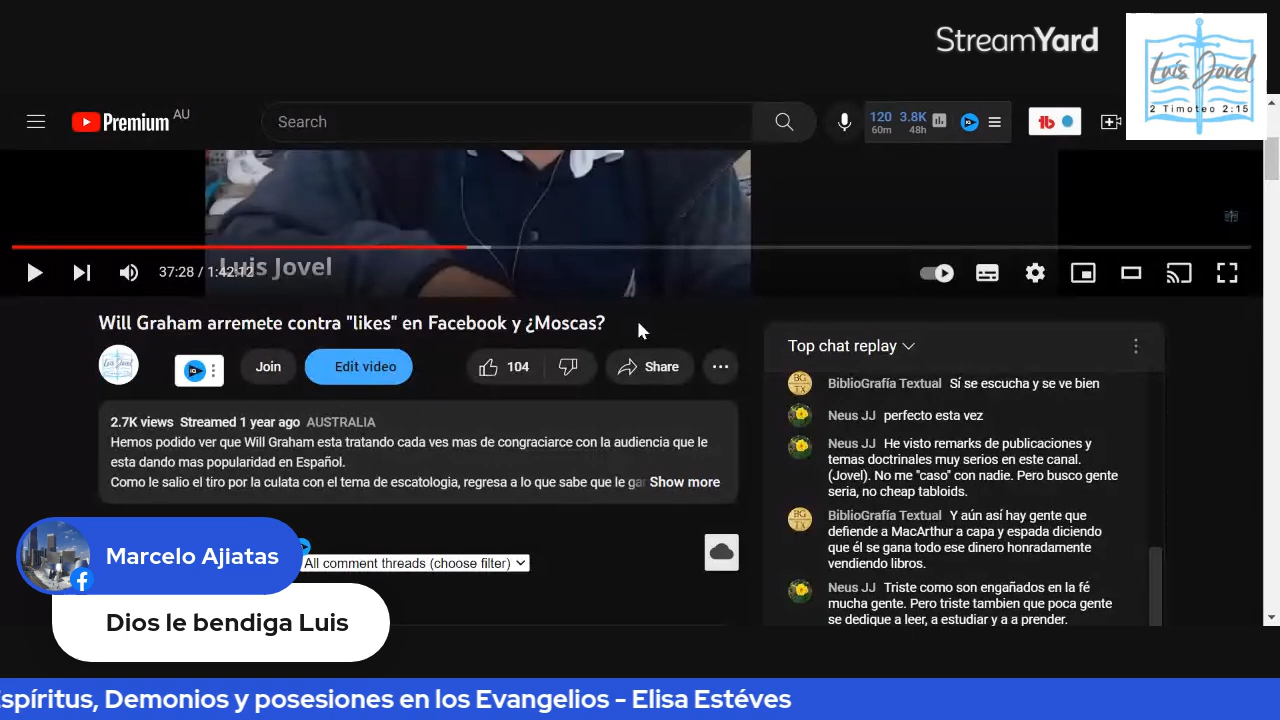 StreamYard
Luis Jovel
2 Timoteo 2:15
Premium AU
Search
120 3.8K
60m 48h
Luis Jovel
37:28 / 1:42:12
Will Graham arremete contra "likes" en Facebook y ¿Moscas?
Join
Edit video
104
Share
2.7K views Streamed 1 year ago AUSTRALIA
Hemos podido ver que Will Graham esta tratando cada ves mas de congraciarce con la audiencia que le
esta dando mas popularidad en Español.
Como le salio el tiro por la culata con el tema de escatologia, regresa a lo que sabe que le ga Show more
All comment threads (choose filter)
Top chat replay
BiblioGrafía Textual Sí se escucha y se ve bien
Neus JJ perfecto esta vez
Neus JJ He visto remarks de publicaciones y
temas doctrinales muy serios en este canal.
(Jovel). No me "caso" con nadie. Pero busco gente
seria, no cheap tabloids.
BiblioGrafía Textual Y aún así hay gente que
defiende a MacArthur a capa y espada diciendo
que él se gana todo ese dinero honradamente
vendiendo libros.
Neus JJ Triste como son engañados en la fé
mucha gente. Pero triste tambien que poca gente
se dedique a leer, a estudiar y a a prender.
Marcelo Ajiatas
Dios le bendiga Luis
spíritus, Demonios y posesiones en los Evangelios - Elisa Estéves